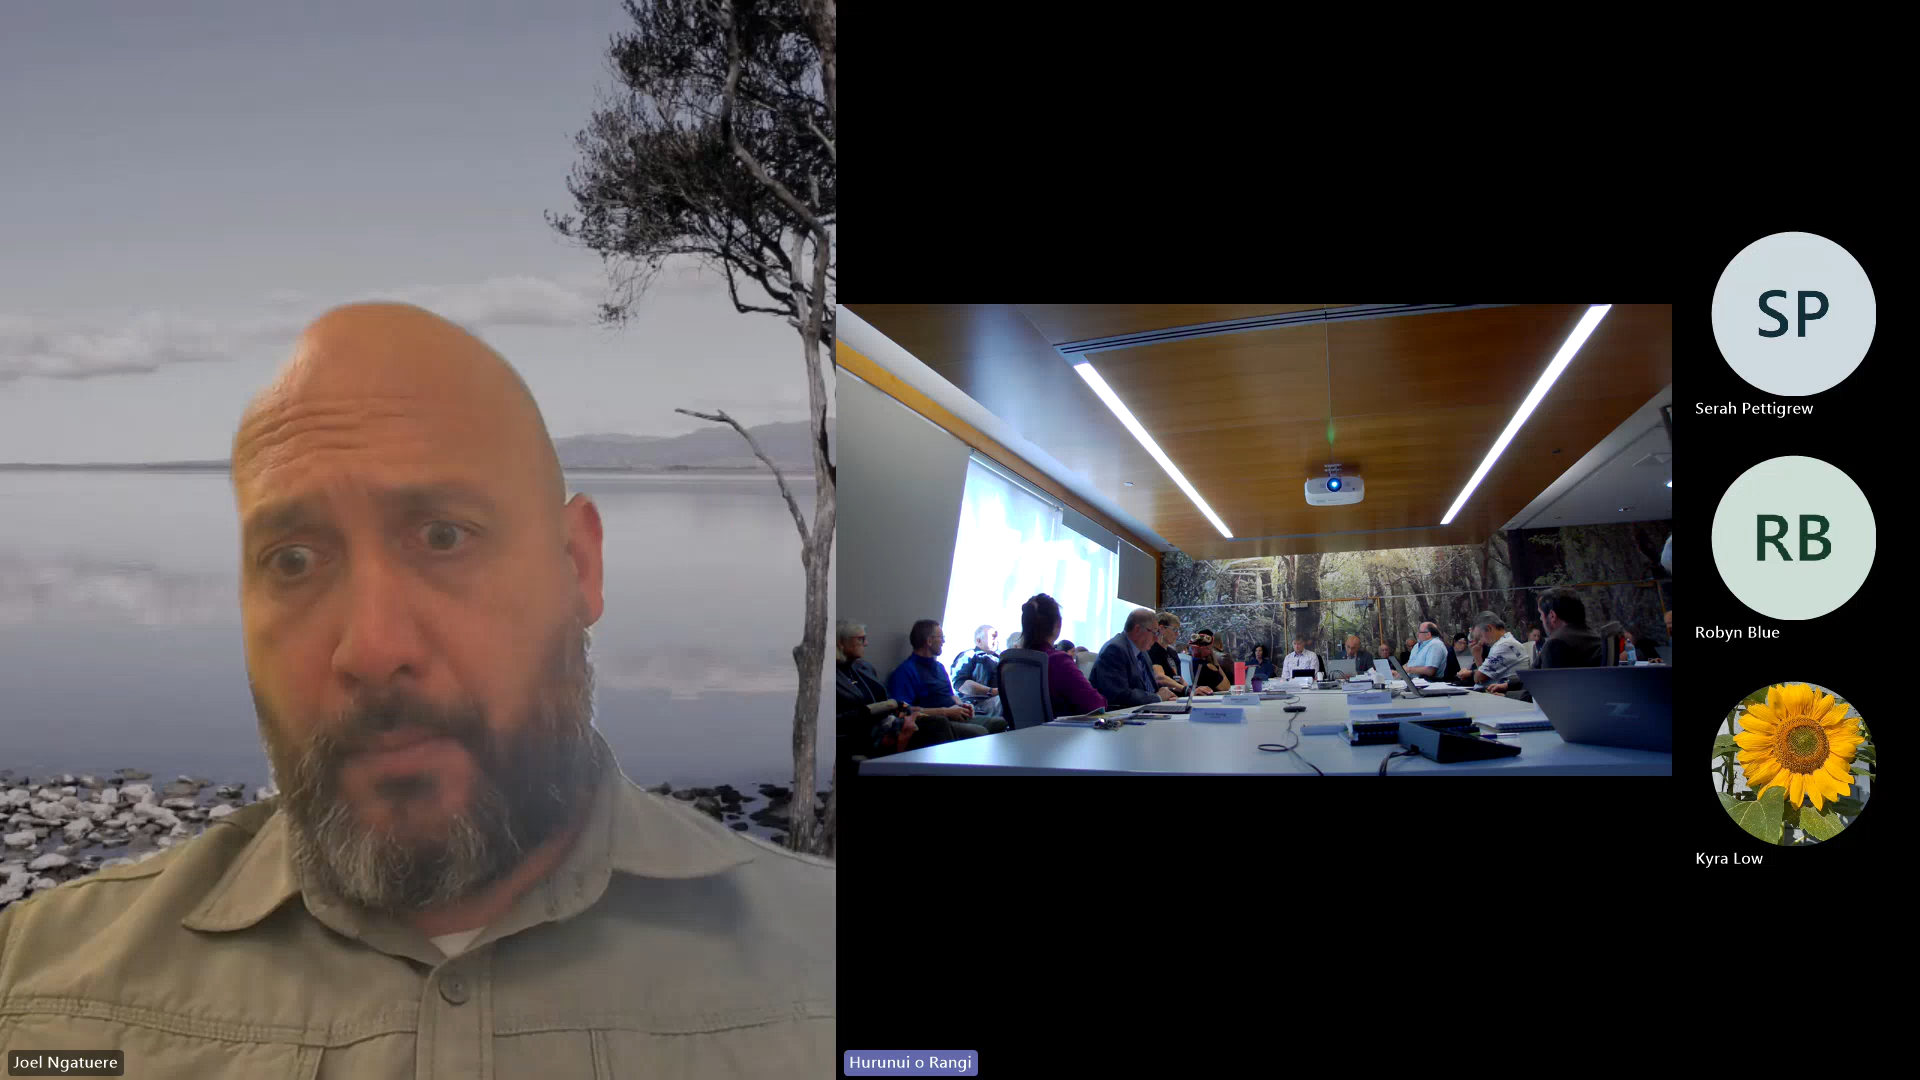 Joel Ngatuere
Hurunui o Rangi
SP
Serah Pettigrew
RB
Robyn Blue
Kyra Low